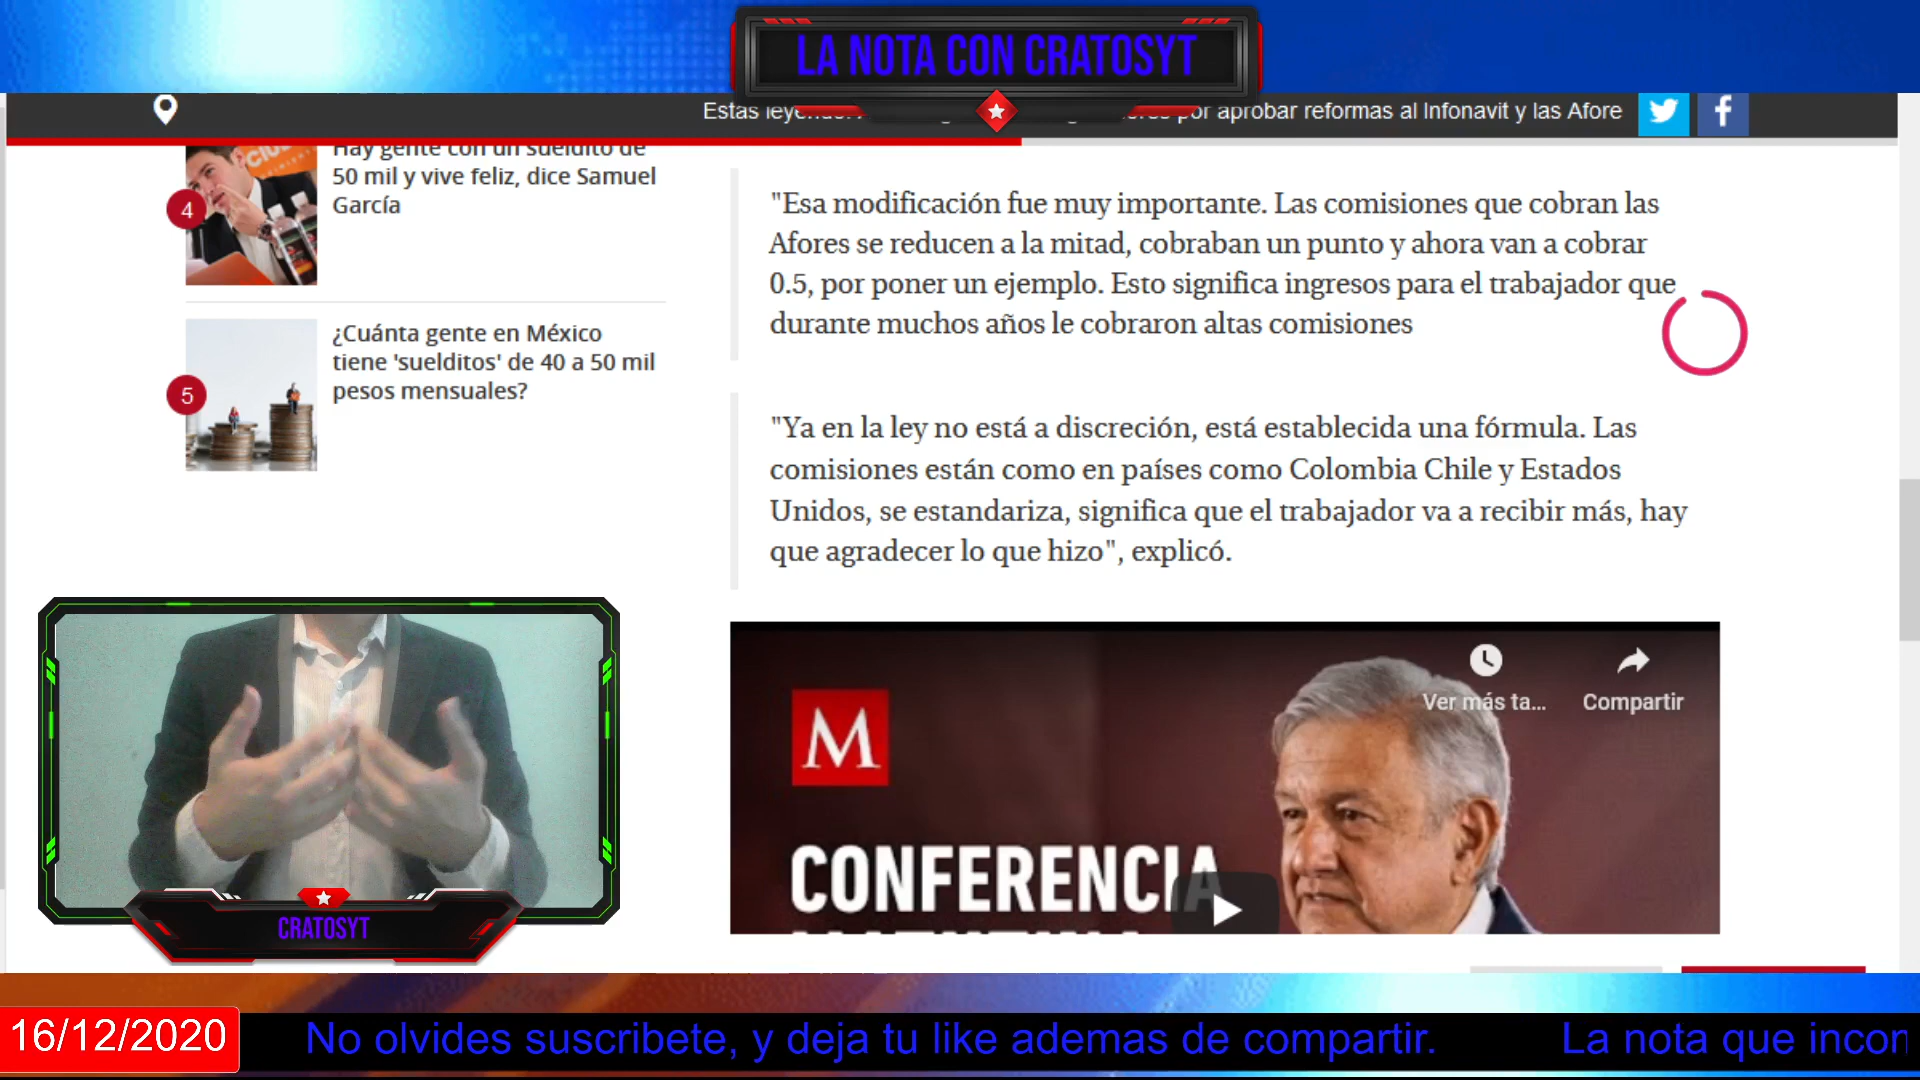 LA NOTA CON CRATOSYT
Estas leyendo: por aprobar reformas al Infonavit y las Afore
Hay gente con un sueldito de
50 mil y vive feliz, dice Samuel
García
4
¿Cuánta gente en México
tiene 'suelditos' de 40 a 50 mil
pesos mensuales?
5
"Esa modificación fue muy importante. Las comisiones que cobran las
Afores se reducen a la mitad, cobraban un punto y ahora van a cobrar
0.5, por poner un ejemplo. Esto significa ingresos para el trabajador que
durante muchos años le cobraron altas comisiones
"Ya en la ley no está a discreción, está establecida una fórmula. Las
comisiones están como en países como Colombia Chile y Estados
Unidos, se estandariza, significa que el trabajador va a recibir más, hay
que agradecer lo que hizo", explicó.
M
Ver más ta...
Compartir
CONFERENCIA
CRATOSYT
16/12/2020
No olvides suscribete, y deja tu like ademas de compartir.
La nota que incon